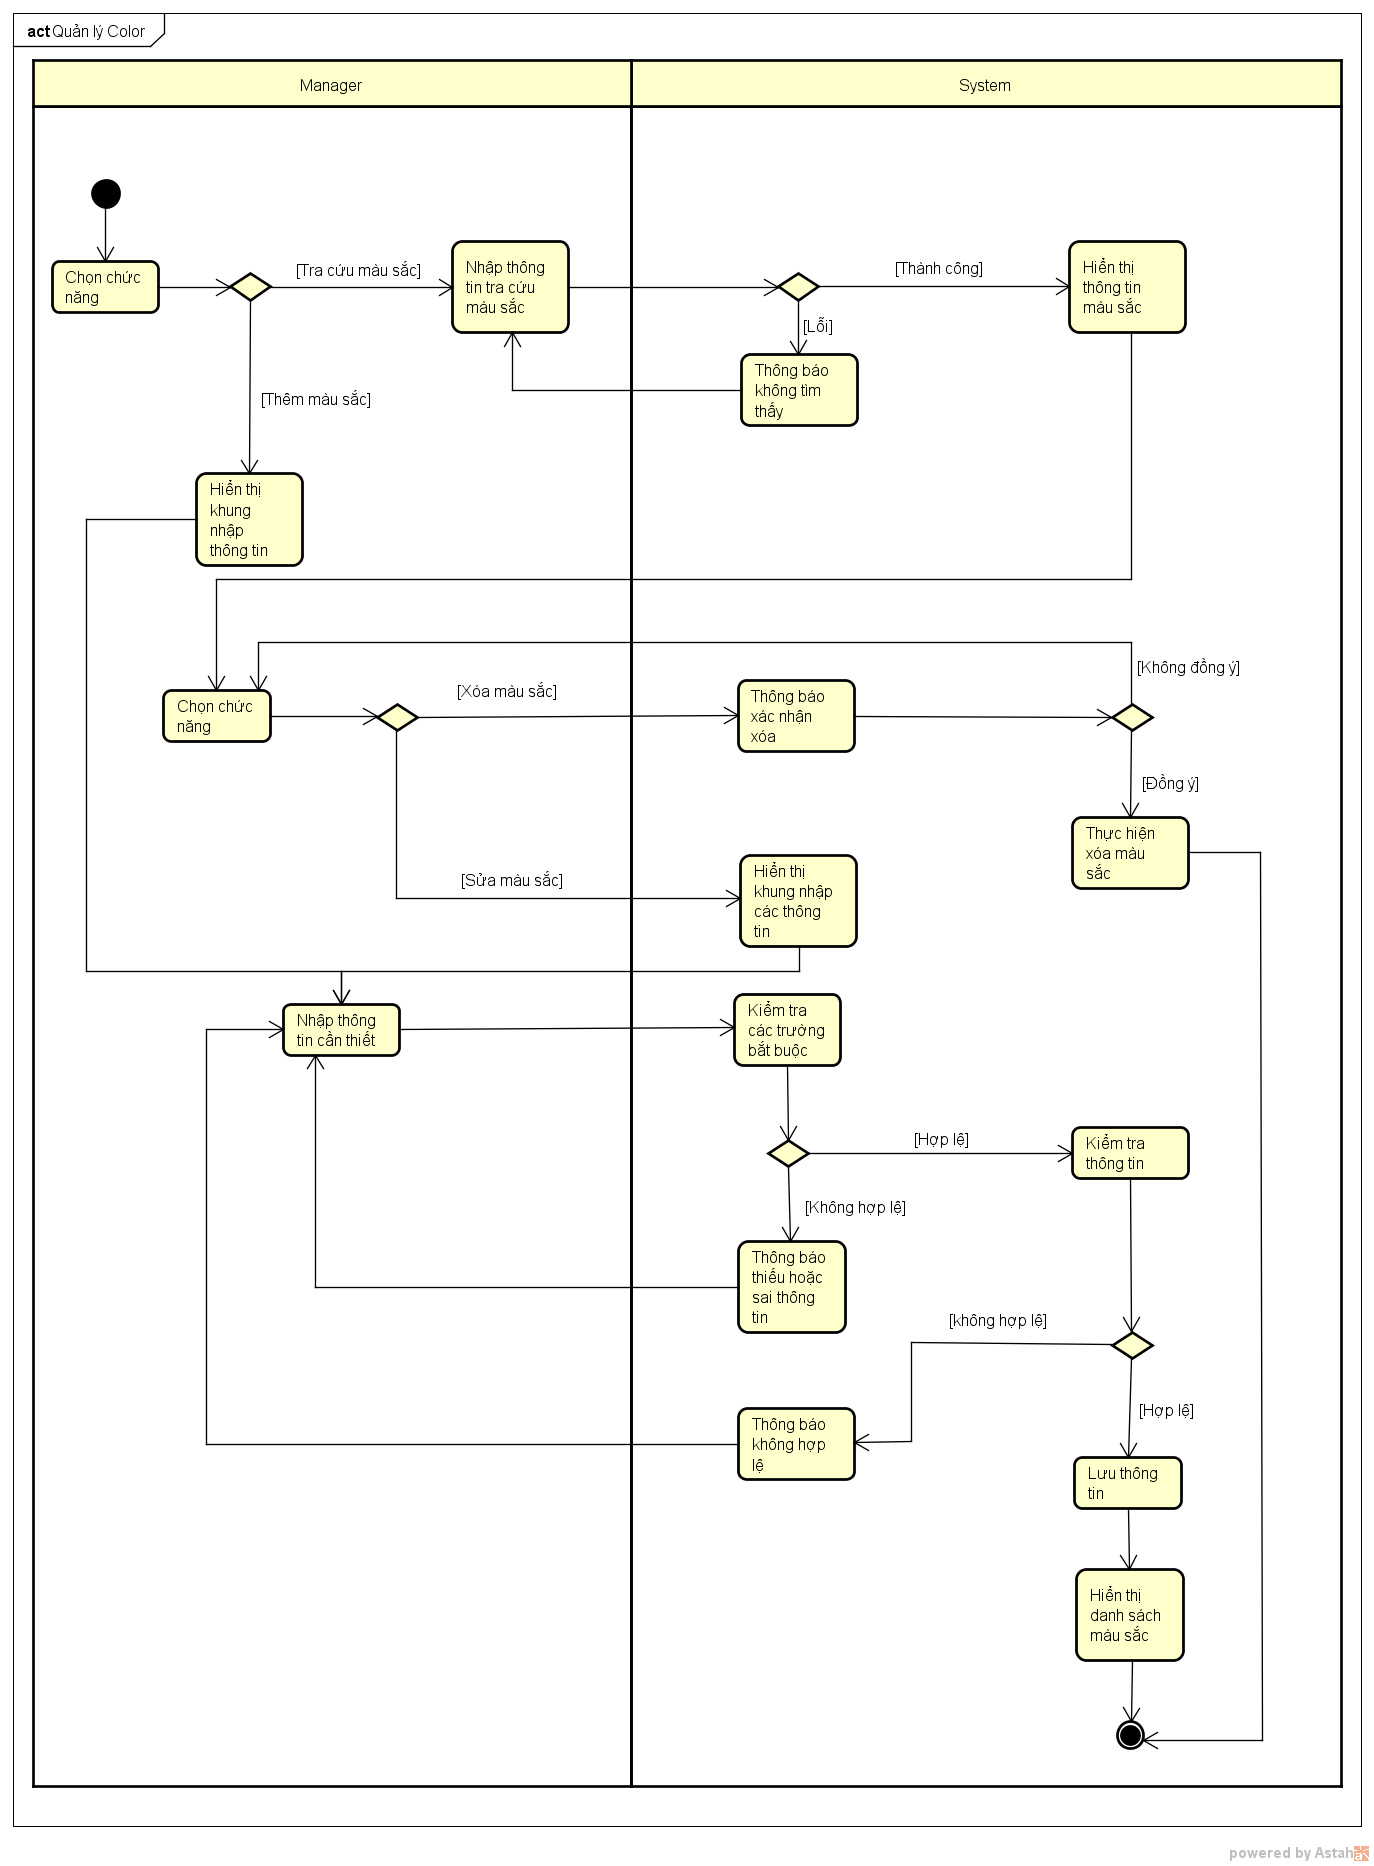 act Quản lý Color
Manager
System
Chọn chức
năng
[Tra cứu màu sắc]
Nhập thông
tin tra cứu
màu sắc
[Thành công]
Hiển thị
thông tin
màu sắc
[Lỗi]
Thông báo
không tìm
thấy
[Thêm màu sắc]
Hiển thị
khung
nhập
thông tin
Chọn chức
năng
[Xóa màu sắc]
Thông báo
xác nhận
xóa
[Không đồng ý]
[Đồng ý]
Thực hiện
xóa màu
sắc
[Sửa màu sắc]
Hiển thị
khung nhập
các thông
tin
Nhập thông
tin cần thiết
Kiểm tra
các trường
bắt buộc
[Hợp lệ]
Kiểm tra
thông tin
[Không hợp lệ]
Thông báo
thiếu hoặc
sai thông
tin
[không hợp lệ]
Thông báo
không hợp
lệ
[Hợp lệ]
Lưu thông
tin
Hiển thị
danh sách
màu sắc
powered by Astah